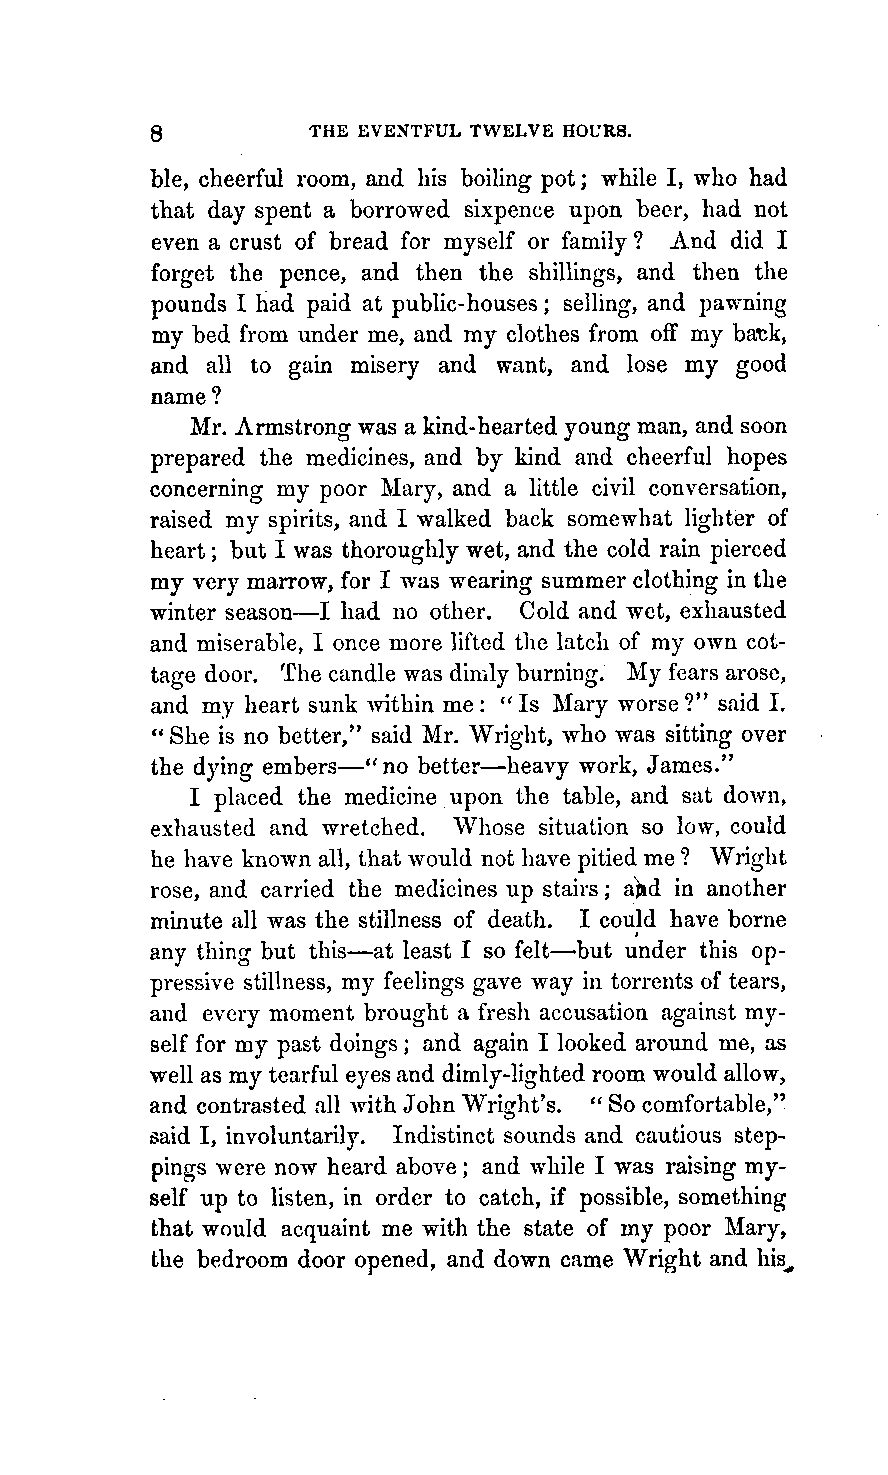 8 THE EVENTFUL TWELVE HOURS.
ble, cheerful room, and his boiling pot; while I, who had
that day spent a borrowed sixpence upon beer, had not
even a crust of bread for myself or family? And did I
forget the pence, and then the shillings, and then the
pounds I had paid at public-houses; selling, and pawning
my bed from under me, and my clothes from off my back,
and all to gain misery and want, and lose my good
name?
Mr. Armstrong was a kind-hearted young man, and soon
prepared the medicines, and by kind and cheerful hopes
concerning my poor Mary, and a little civil conversation,
raised my spirits, and I walked back somewhat lighter of
heart; but I was thoroughly wet, and the cold rain pierced
my very marrow, for I was wearing summer clothing in the
winter season—I had no other. Cold and wet, exhausted
and miserable, I once more lifted the latch of my own cot-
tage door. The candle was dimly burning. My fears arose,
and my heart sunk within me: "Is Mary worse?" said I.
"She is no better," said Mr. Wright, who was sitting over
the dying embers—"no better—heavy work, James."
I placed the medicine upon the table, and sat down,
exhausted and wretched. Whose situation so low, could
he have known all, that would not have pitied me? Wright
rose, and carried the medicines up stairs; and in another
minute all was the stillness of death. I could have borne
any thing but this—at least I so felt—but under this op-
pressive stillness, my feelings gave way in torrents of tears,
and every moment brought a fresh accusation against my-
self for my past doings; and again I looked around me, as
well as my tearful eyes and dimly-lighted room would allow,
and contrasted all with John Wright's. "So comfortable,"
said I, involuntarily. Indistinct sounds and cautious step-
pings were now heard above; and while I was raising my-
self up to listen, in order to catch, if possible, something
that would acquaint me with the state of my poor Mary,
the bedroom door opened, and down came Wright and his